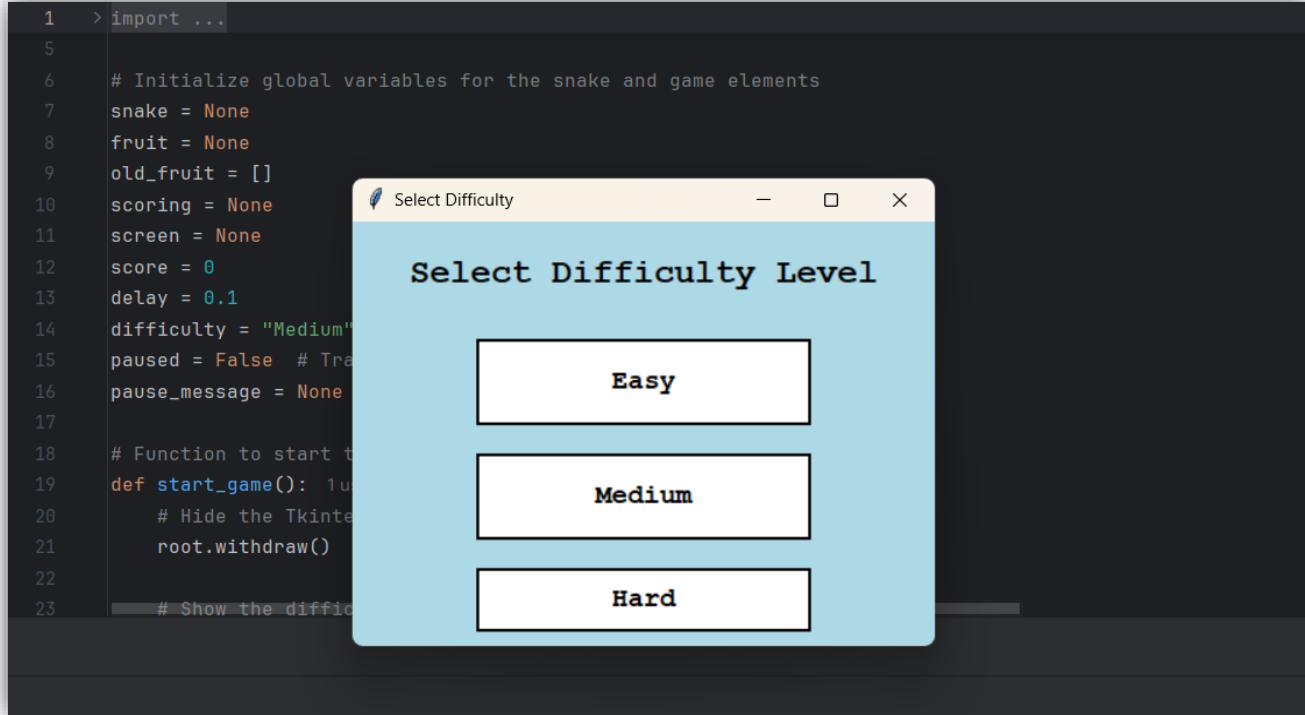 1 import ...
5
6 # Initialize global variables for the snake and game elements
7 snake = None
8 fruit = None
9 old_fruit = []
10 scoring = None
11 screen = None
12 score = 0
13 delay = 0.1
14 difficulty = "Medium"
15 paused = False # Tra
16 pause_message = None
17
18 # Function to start t
19 def start_game(): 1 us
20 # Hide the Tkinte
21 root.withdraw()
22
23 # Show the diffic
Select Difficulty
Select Difficulty Level
Easy
Medium
Hard